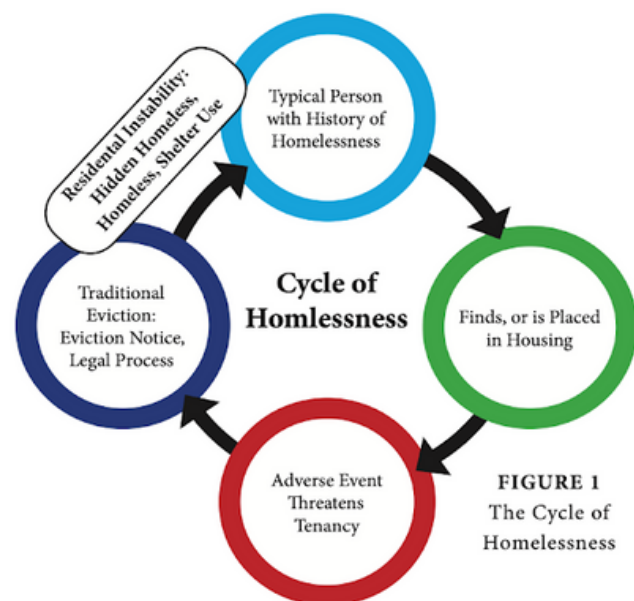 Residental Instability:
Hidden Homeless,
Homeless, Shelter Use
Typical Person
with History of
Homelessness
Cycle of
Homlessness
Traditional
Eviction:
Eviction Notice,
Legal Process
Finds, or is Placed
in Housing
Adverse Event
Threatens
Tenancy
FIGURE 1
The Cycle of
Homelessness